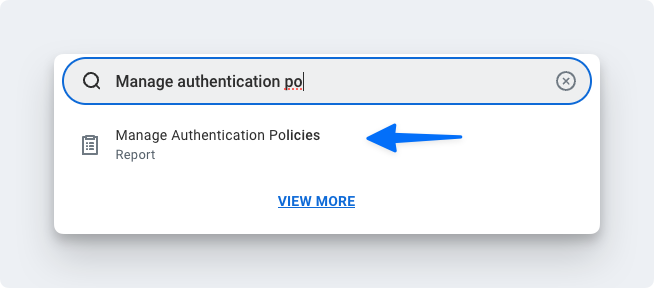 Manage authentication po
Manage Authentication Policies
Report
VIEW MORE